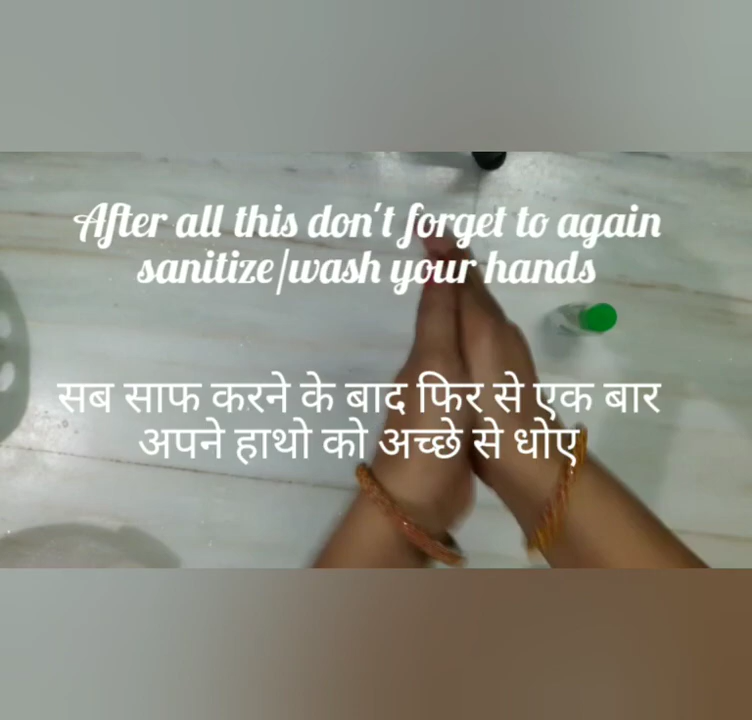 After all this don't forget to again
sanitize/wash your hands
सब साफ करने के बाद फिर से एक बार
अपने हाथो को अच्छे से धोए